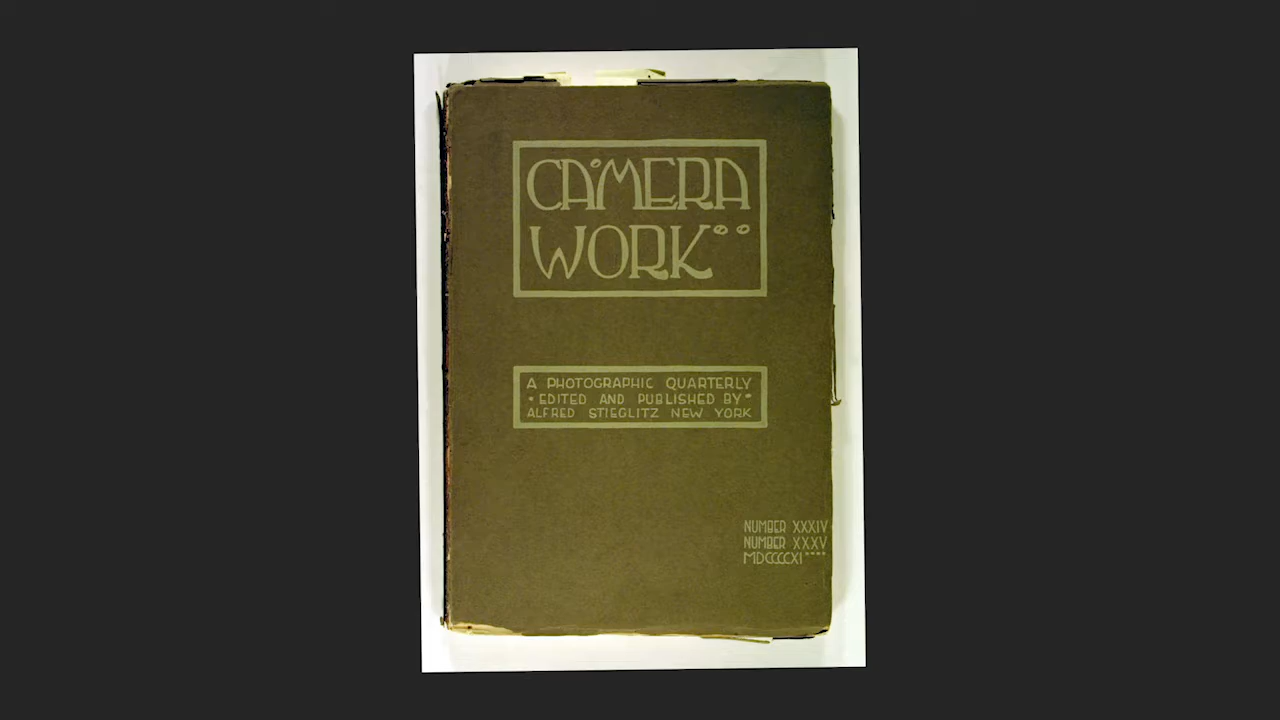 CAMERA
WORK
A PHOTOGRAPHIC QUARTERLY
• EDITED AND PUBLISHED BY •
ALFRED STIEGLITZ NEW YORK
NUMBER XXXIV
NUMBER XXXV
MDCCCCXI